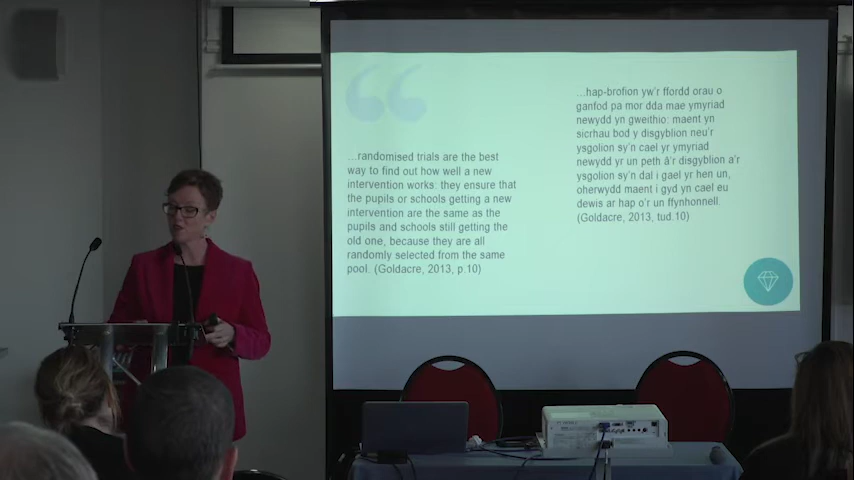 ...randomised trials are the best
way to find out how well a new
intervention works: they ensure that
the pupils or schools getting a new
intervention are the same as the
pupils and schools still getting the
old one, because they are all
randomly selected from the same
pool. (Goldacre, 2013, p.10)
...hap-brofion yw'r ffordd orau o
ganfod pa mor dda mae ymyriad
newydd yn gweithio: maent yn
sicrhau bod y disgyblion neu'r
ysgolion sy'n cael yr ymyriad
newydd yr un peth â'r disgyblion a'r
ysgolion sy'n dal i gael yr hen un,
oherwydd maent i gyd yn cael eu
dewis ar hap o'r un ffynhonnell.
(Goldacre, 2013, tud.10)